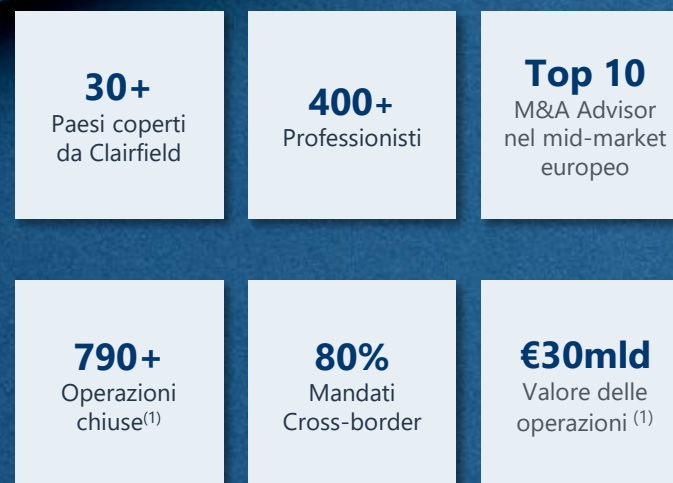 30+
Paesi coperti
da Clairfield
400+
Professionisti
Top 10
M&A Advisor
nel mid-market
europeo
790+
Operazioni
chiuse(1)
80%
Mandati
Cross-border
€30mld
Valore delle
operazioni (1)